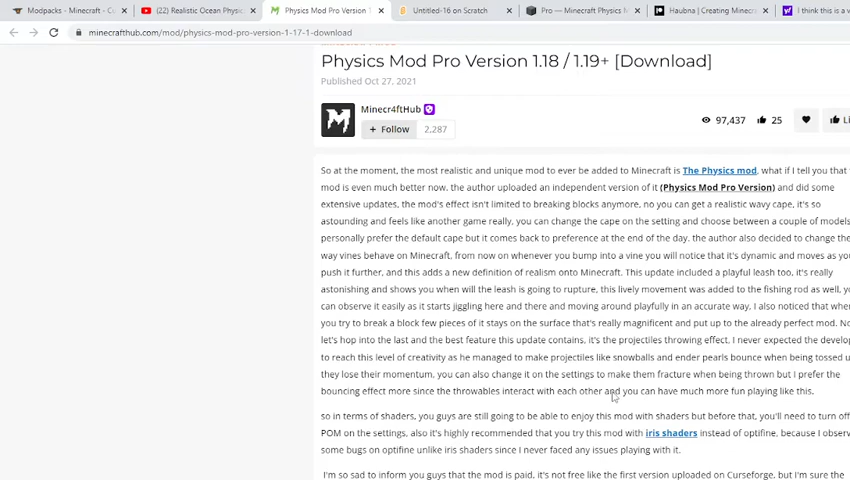 Modpacks - Minecraft - Cu
(22) Realistic Ocean Physi
Physics Mod Pro Version 1
Untitled-16 on Scratch
Pro — Minecraft Physics M
Haubna | Creating Minecr
I think this is a v
minecrafthub.com/mod/physics-mod-pro-version-1-17-1-download
Physics Mod Pro Version 1.18 / 1.19+ [Download]
Published Oct 27, 2021
Minecr4ftHub
+ Follow 2,287
97,437 25 Li
So at the moment, the most realistic and unique mod to ever be added to Minecraft is The Physics mod, what if I tell you that
mod is even much better now. the author uploaded an independent version of it (Physics Mod Pro Version) and did some
extensive updates, the mod's effect isn't limited to breaking blocks anymore, no you can get a realistic wavy cape, it's so
astounding and feels like another game really, you can change the cape on the setting and choose between a couple of models
personally prefer the default cape but it comes back to preference at the end of the day. the author also decided to change the
way vines behave on Minecraft, from now on whenever you bump into a vine you will notice that it's dynamic and moves as you
push it further, and this adds a new definition of realism onto Minecraft. This update included a playful leash too, it's really
astonishing and shows you when will the leash is going to rupture, this lively movement was added to the fishing rod as well, y
can observe it easily as it starts jiggling here and there and moving around playfully in an accurate way, I also noticed that when
you try to break a block few pieces of it stays on the surface that's really magnificent and put up to the already perfect mod. No
let's hop into the last and the best feature this update contains, it's the projectiles throwing effect, I never expected the develop
to reach this level of creativity as he managed to make projectiles like snowballs and ender pearls bounce when being tossed u
they lose their momentum, you can also change it on the settings to make them fracture when being thrown but I prefer the
bouncing effect more since the throwables interact with each other and you can have much more fun playing like this.
so in terms of shaders, you guys are still going to be able to enjoy this mod with shaders but before that, you'll need to turn off
POM on the settings, also it's highly recommended that you try this mod with iris shaders instead of optifine, because I observ
some bugs on optifine unlike iris shaders since I never faced any issues playing with it.
I'm so sad to inform you guys that the mod is paid, it's not free like the first version uploaded on Curseforge, but I'm sure the